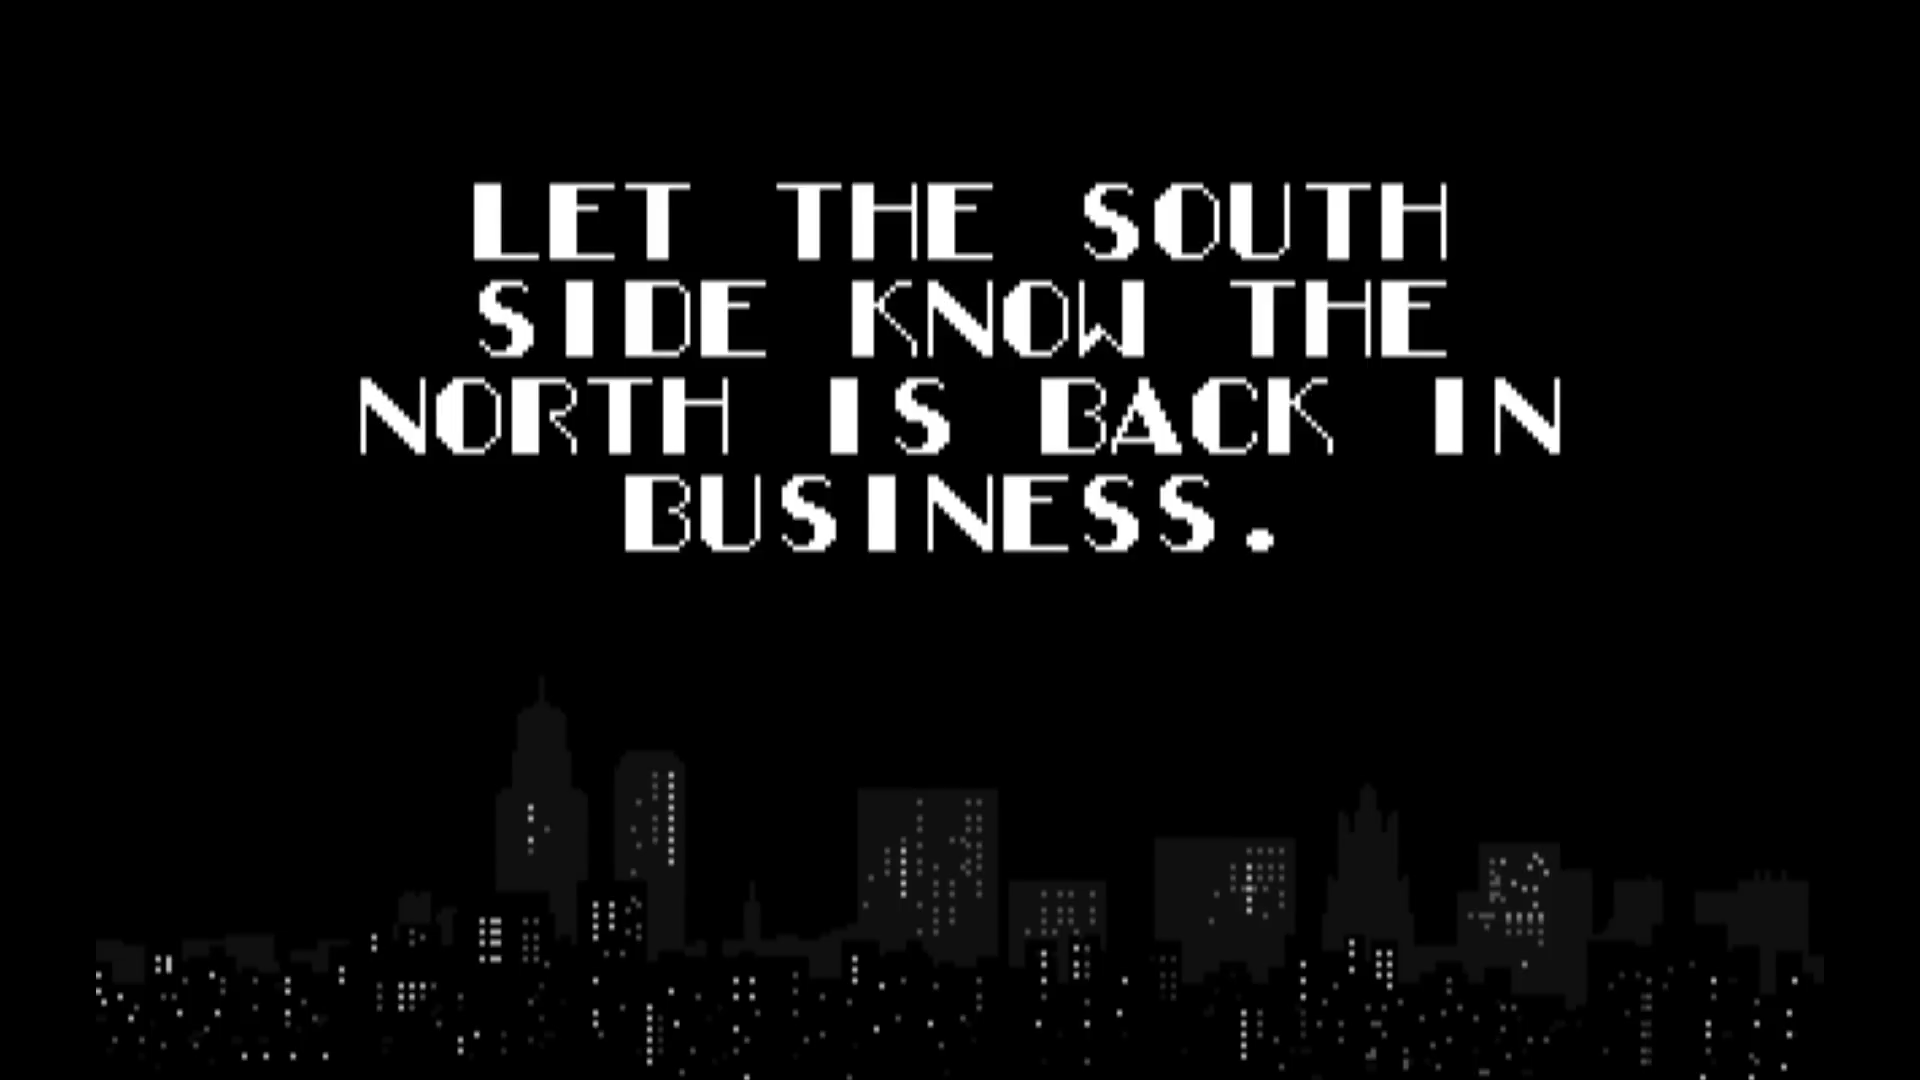 LET THE SOUTH
SIDE KNOW THE
NORTH IS BACK IN
BUSINESS.